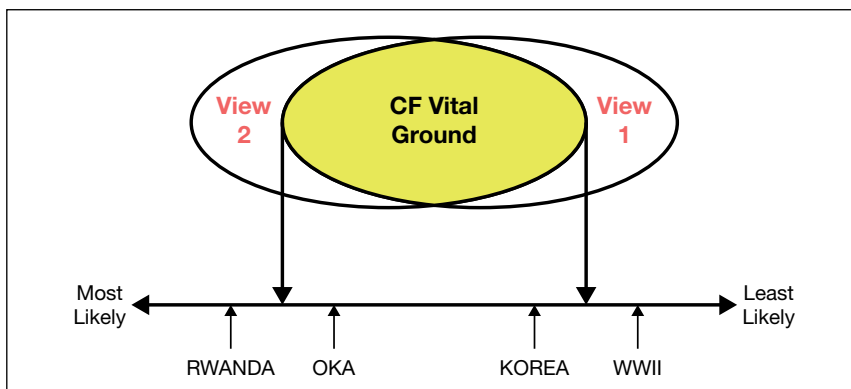 View
2
CF Vital
Ground
View
1
Most
Likely
Least
Likely
RWANDA
OKA
KOREA
WWII